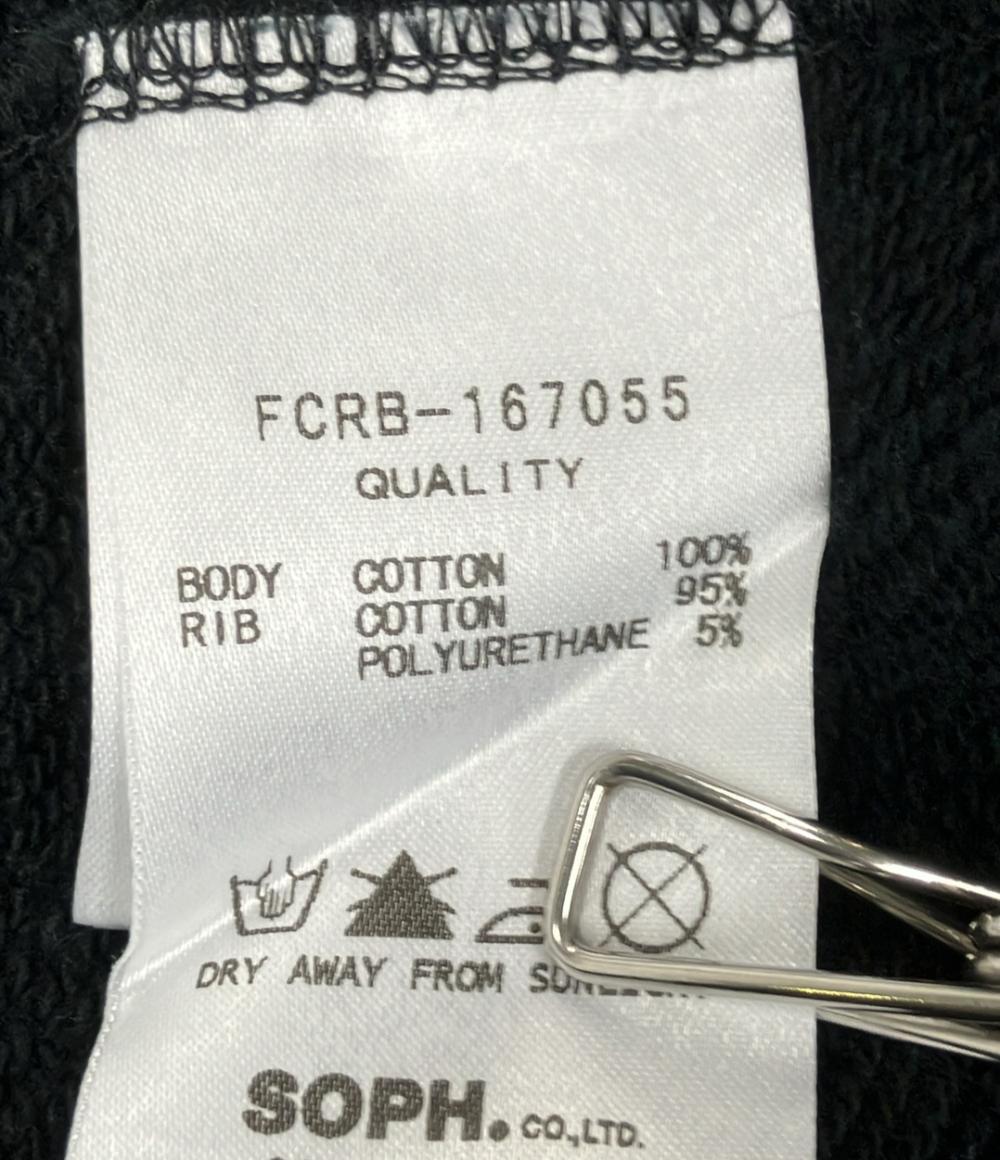 FCRB-167055
QUALITY
BODY COTTON 100%
RIB COTTON 95%
POLYURETHANE 5%
DRY AWAY FROM
SOPH. CO.,LTD.